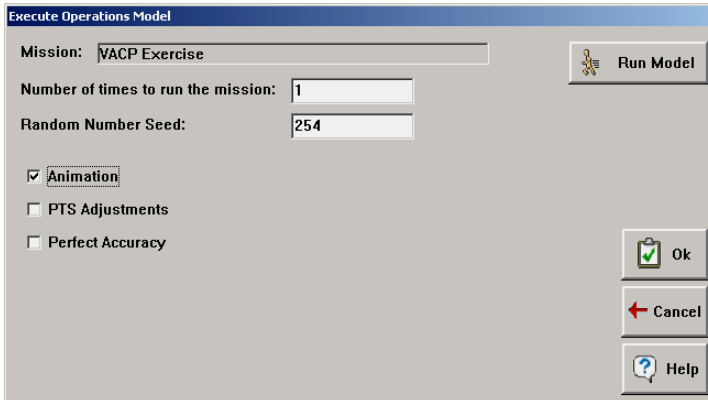 Execute Operations Model
Mission: VACP Exercise
Run Model
Number of times to run the mission: 1
Random Number Seed: 254
Animation
PTS Adjustments
Perfect Accuracy
Ok
Cancel
Help